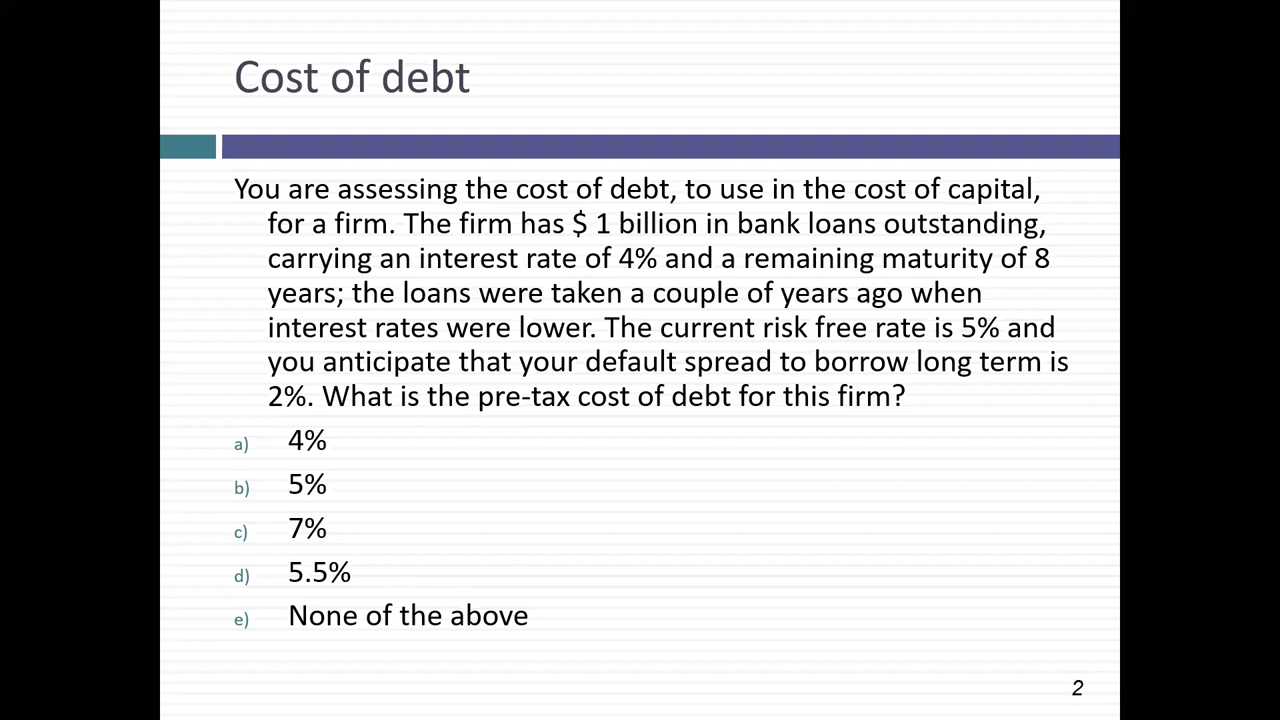 Cost of debt
You are assessing the cost of debt, to use in the cost of capital,
for a firm. The firm has $ 1 billion in bank loans outstanding,
carrying an interest rate of 4% and a remaining maturity of 8
years; the loans were taken a couple of years ago when
interest rates were lower. The current risk free rate is 5% and
you anticipate that your default spread to borrow long term is
2%. What is the pre-tax cost of debt for this firm?
a) 4%
b) 5%
c) 7%
d) 5.5%
e) None of the above
2